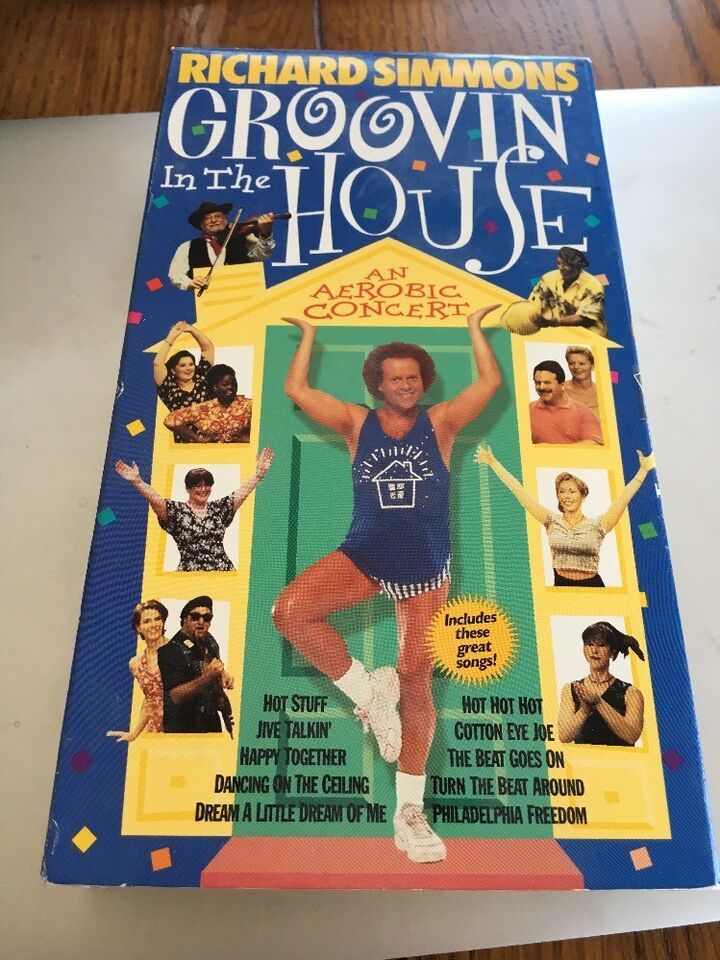 RICHARD SIMMONS
GROOVIN'
IN THE
HOUSE
AN
AEROBIC
CONCERT
Includes
these
great
songs!
HOT STUFF
JIVE TALKIN'
HAPPY TOGETHER
DANCING ON THE CEILING
DREAM A LITTLE DREAM OF ME
HOT HOT HOT
COTTON EYE JOE
THE BEAT GOES ON
TURN THE BEAT AROUND
PHILADELPHIA FREEDOM